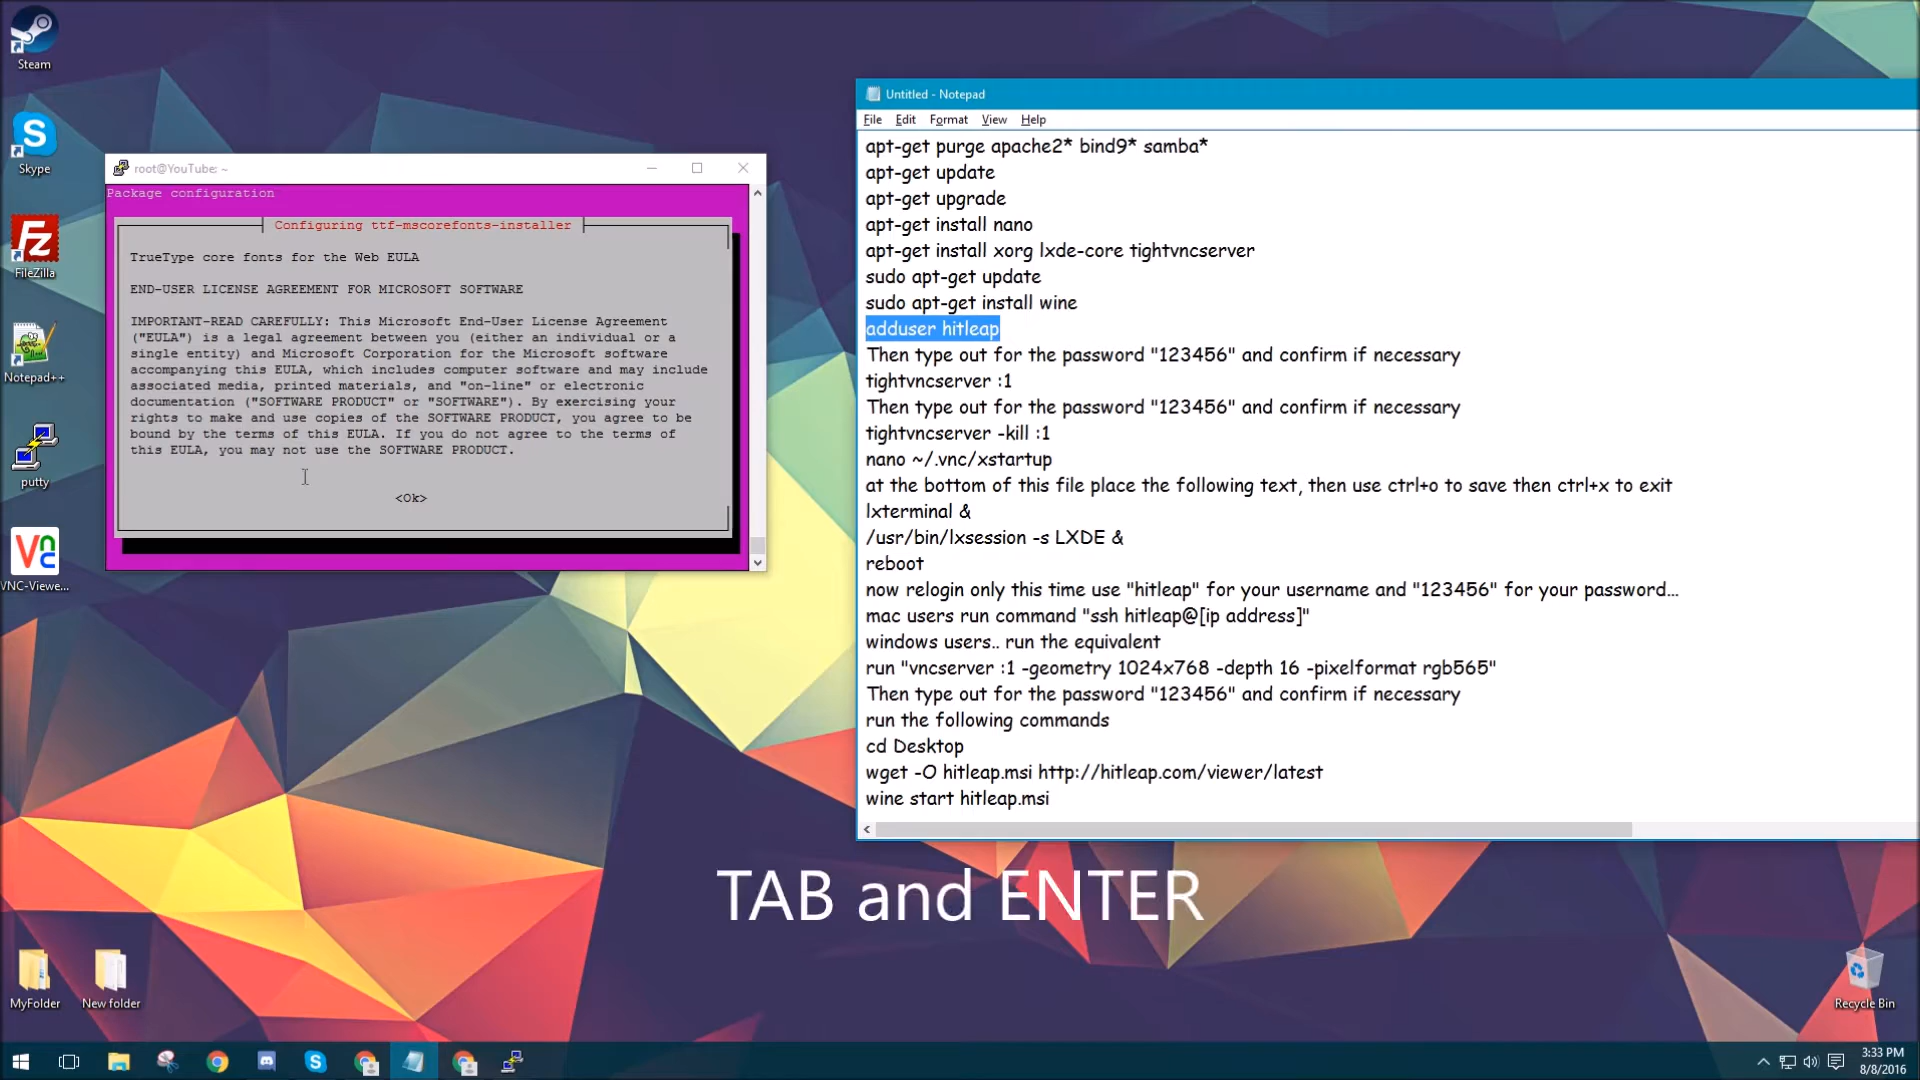 Steam
Skype
FileZilla
Notepad++
putty
VNC-Viewe...
MyFolder
New folder
root@YouTube: ~
Package configuration
Configuring ttf-mscorefonts-installer
TrueType core fonts for the Web EULA
END-USER LICENSE AGREEMENT FOR MICROSOFT SOFTWARE
IMPORTANT-READ CAREFULLY: This Microsoft End-User License Agreement
("EULA") is a legal agreement between you (either an individual or a
single entity) and Microsoft Corporation for the Microsoft software
accompanying this EULA, which includes computer software and may include
associated media, printed materials, and "on-line" or electronic
documentation ("SOFTWARE PRODUCT" or "SOFTWARE"). By exercising your
rights to make and use copies of the SOFTWARE PRODUCT, you agree to be
bound by the terms of this EULA. If you do not agree to the terms of
this EULA, you may not use the SOFTWARE PRODUCT.
<Ok>
Untitled - Notepad
File Edit Format View Help
apt-get purge apache2* bind9* samba*
apt-get update
apt-get upgrade
apt-get install nano
apt-get install xorg lxde-core tightvncserver
sudo apt-get update
sudo apt-get install wine
adduser hitleap
Then type out for the password "123456" and confirm if necessary
tightvncserver :1
Then type out for the password "123456" and confirm if necessary
tightvncserver -kill :1
nano ~/.vnc/xstartup
at the bottom of this file place the following text, then use ctrl+o to save then ctrl+x to exit
lxterminal &
/usr/bin/lxsession -s LXDE &
reboot
now relogin only this time use "hitleap" for your username and "123456" for your password...
mac users run command "ssh hitleap@[ip address]"
windows users.. run the equivalent
run "vncserver :1 -geometry 1024x768 -depth 16 -pixelformat rgb565"
Then type out for the password "123456" and confirm if necessary
run the following commands
cd Desktop
wget -O hitleap.msi http://hitleap.com/viewer/latest
wine start hitleap.msi
TAB and ENTER
Recycle Bin
3:33 PM
8/8/2016